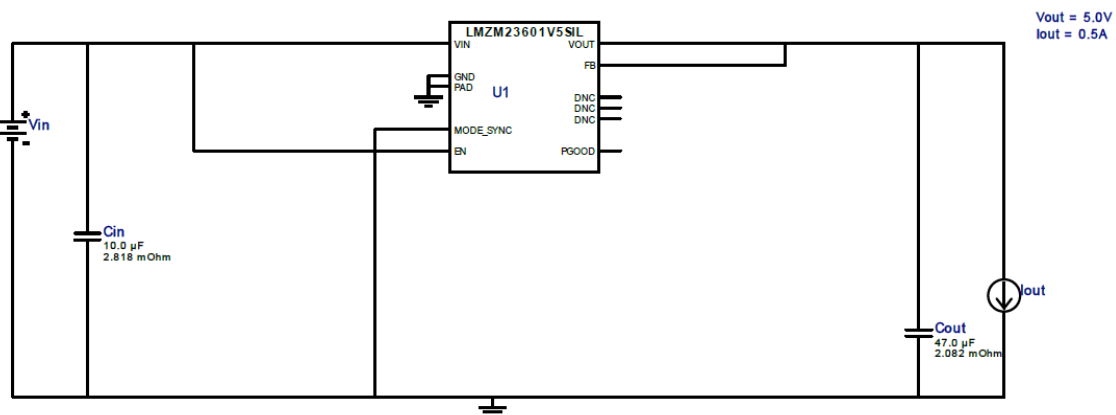 Vout = 5.0V
Iout = 0.5A
LMZM23601V5SIL
VIN
VOUT
FB
GND
PAD
U1
DNC
DNC
DNC
MODE_SYNC
EN
PGOOD
+
Vin
-
Cin
10.0 µF
2.818 mOhm
Iout
Cout
47.0 µF
2.082 mOhm